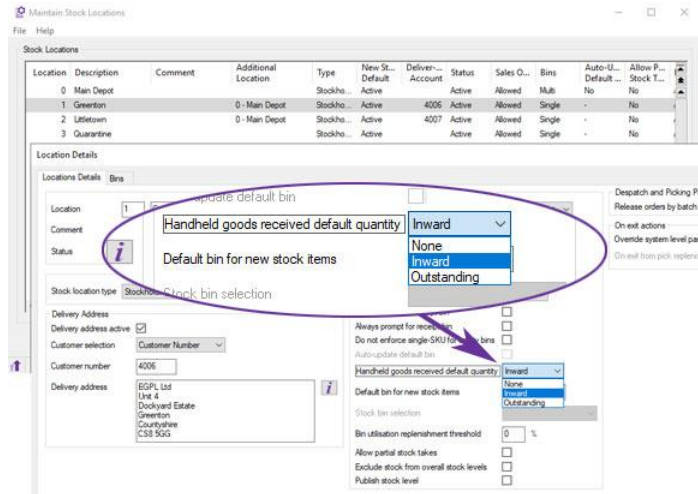 Maintain Stock Locations
File Help
Stock Locations
Location Description Comment Additional Location Type New St... Default Deliver-... Account Status Sales O... Bins Auto-U... Default ... Allow P... Stock T...
0 Main Depot Stockho... Active Active Allowed Multi No No
1 Greenton 0 - Main Depot Stockho... Active 4006 Active Allowed Single - No
2 Littletown 0 - Main Depot Stockho... Active 4007 Active Allowed Single - No
3 Quarantine Stockho... Active Active Allowed Single - No
Location Details
Locations Details Bins
update default bin
Handheld goods received default quantity Inward
None
Inward
Outstanding
Default bin for new stock items
Stock bin selection
Location 1
Comment
Status i
Stock location type
Despatch and Picking
Release orders by batch
On exit actions
Override system level
On exit from pick
Delivery Address
Delivery address active
Customer selection Customer Number
Customer number 4006
Delivery address EGPL Ltd
Unit 4
Dockyard Estate
Greenton
Countyshire
CS8 5GG
i
Always prompt for
Do not enforce single-SKU bins
Auto-update default bin
Handheld goods received default quantity Inward
None
Inward
Outstanding
Default bin for new stock items
Stock bin selection
Bin utilisation replenishment threshold 0 %
Allow partial stock takes
Exclude stock from overall stock levels
Publish stock level